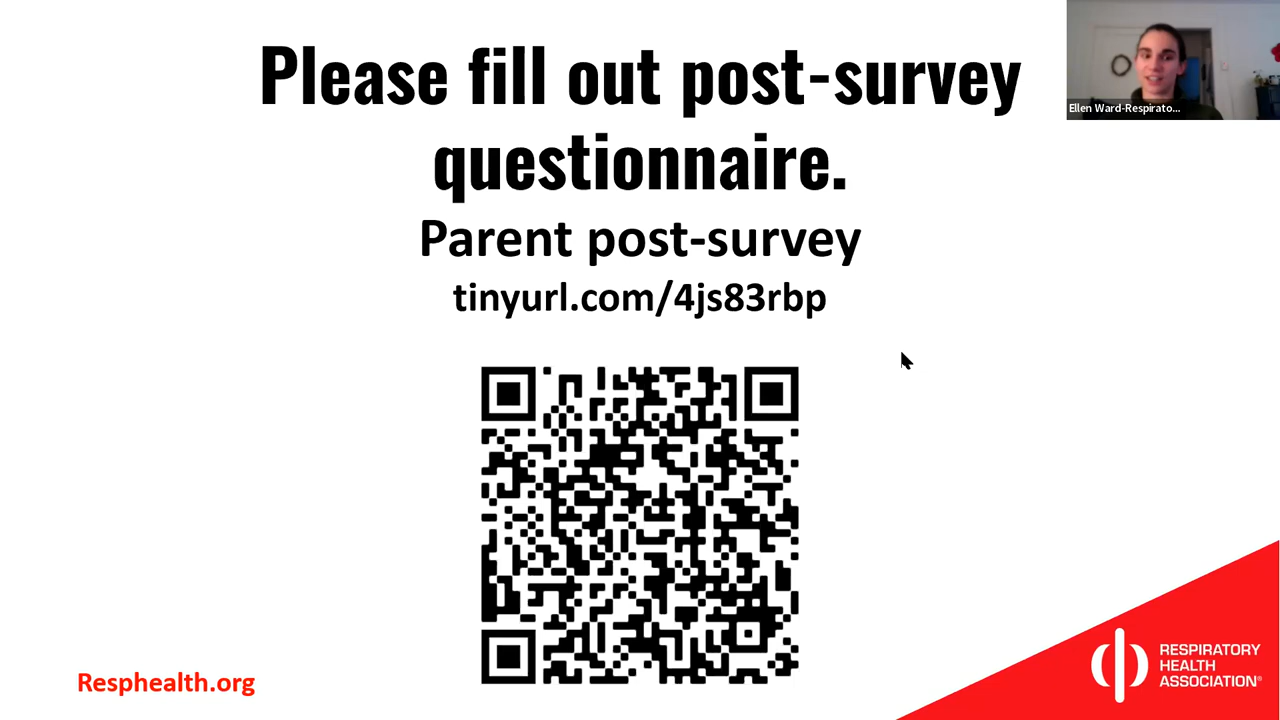 Please fill out post-survey
questionnaire.
Parent post-survey
tinyurl.com/4js83rbp
Ellen Ward-Respirato...
Resphealth.org
RESPIRATORY
HEALTH
ASSOCIATION®